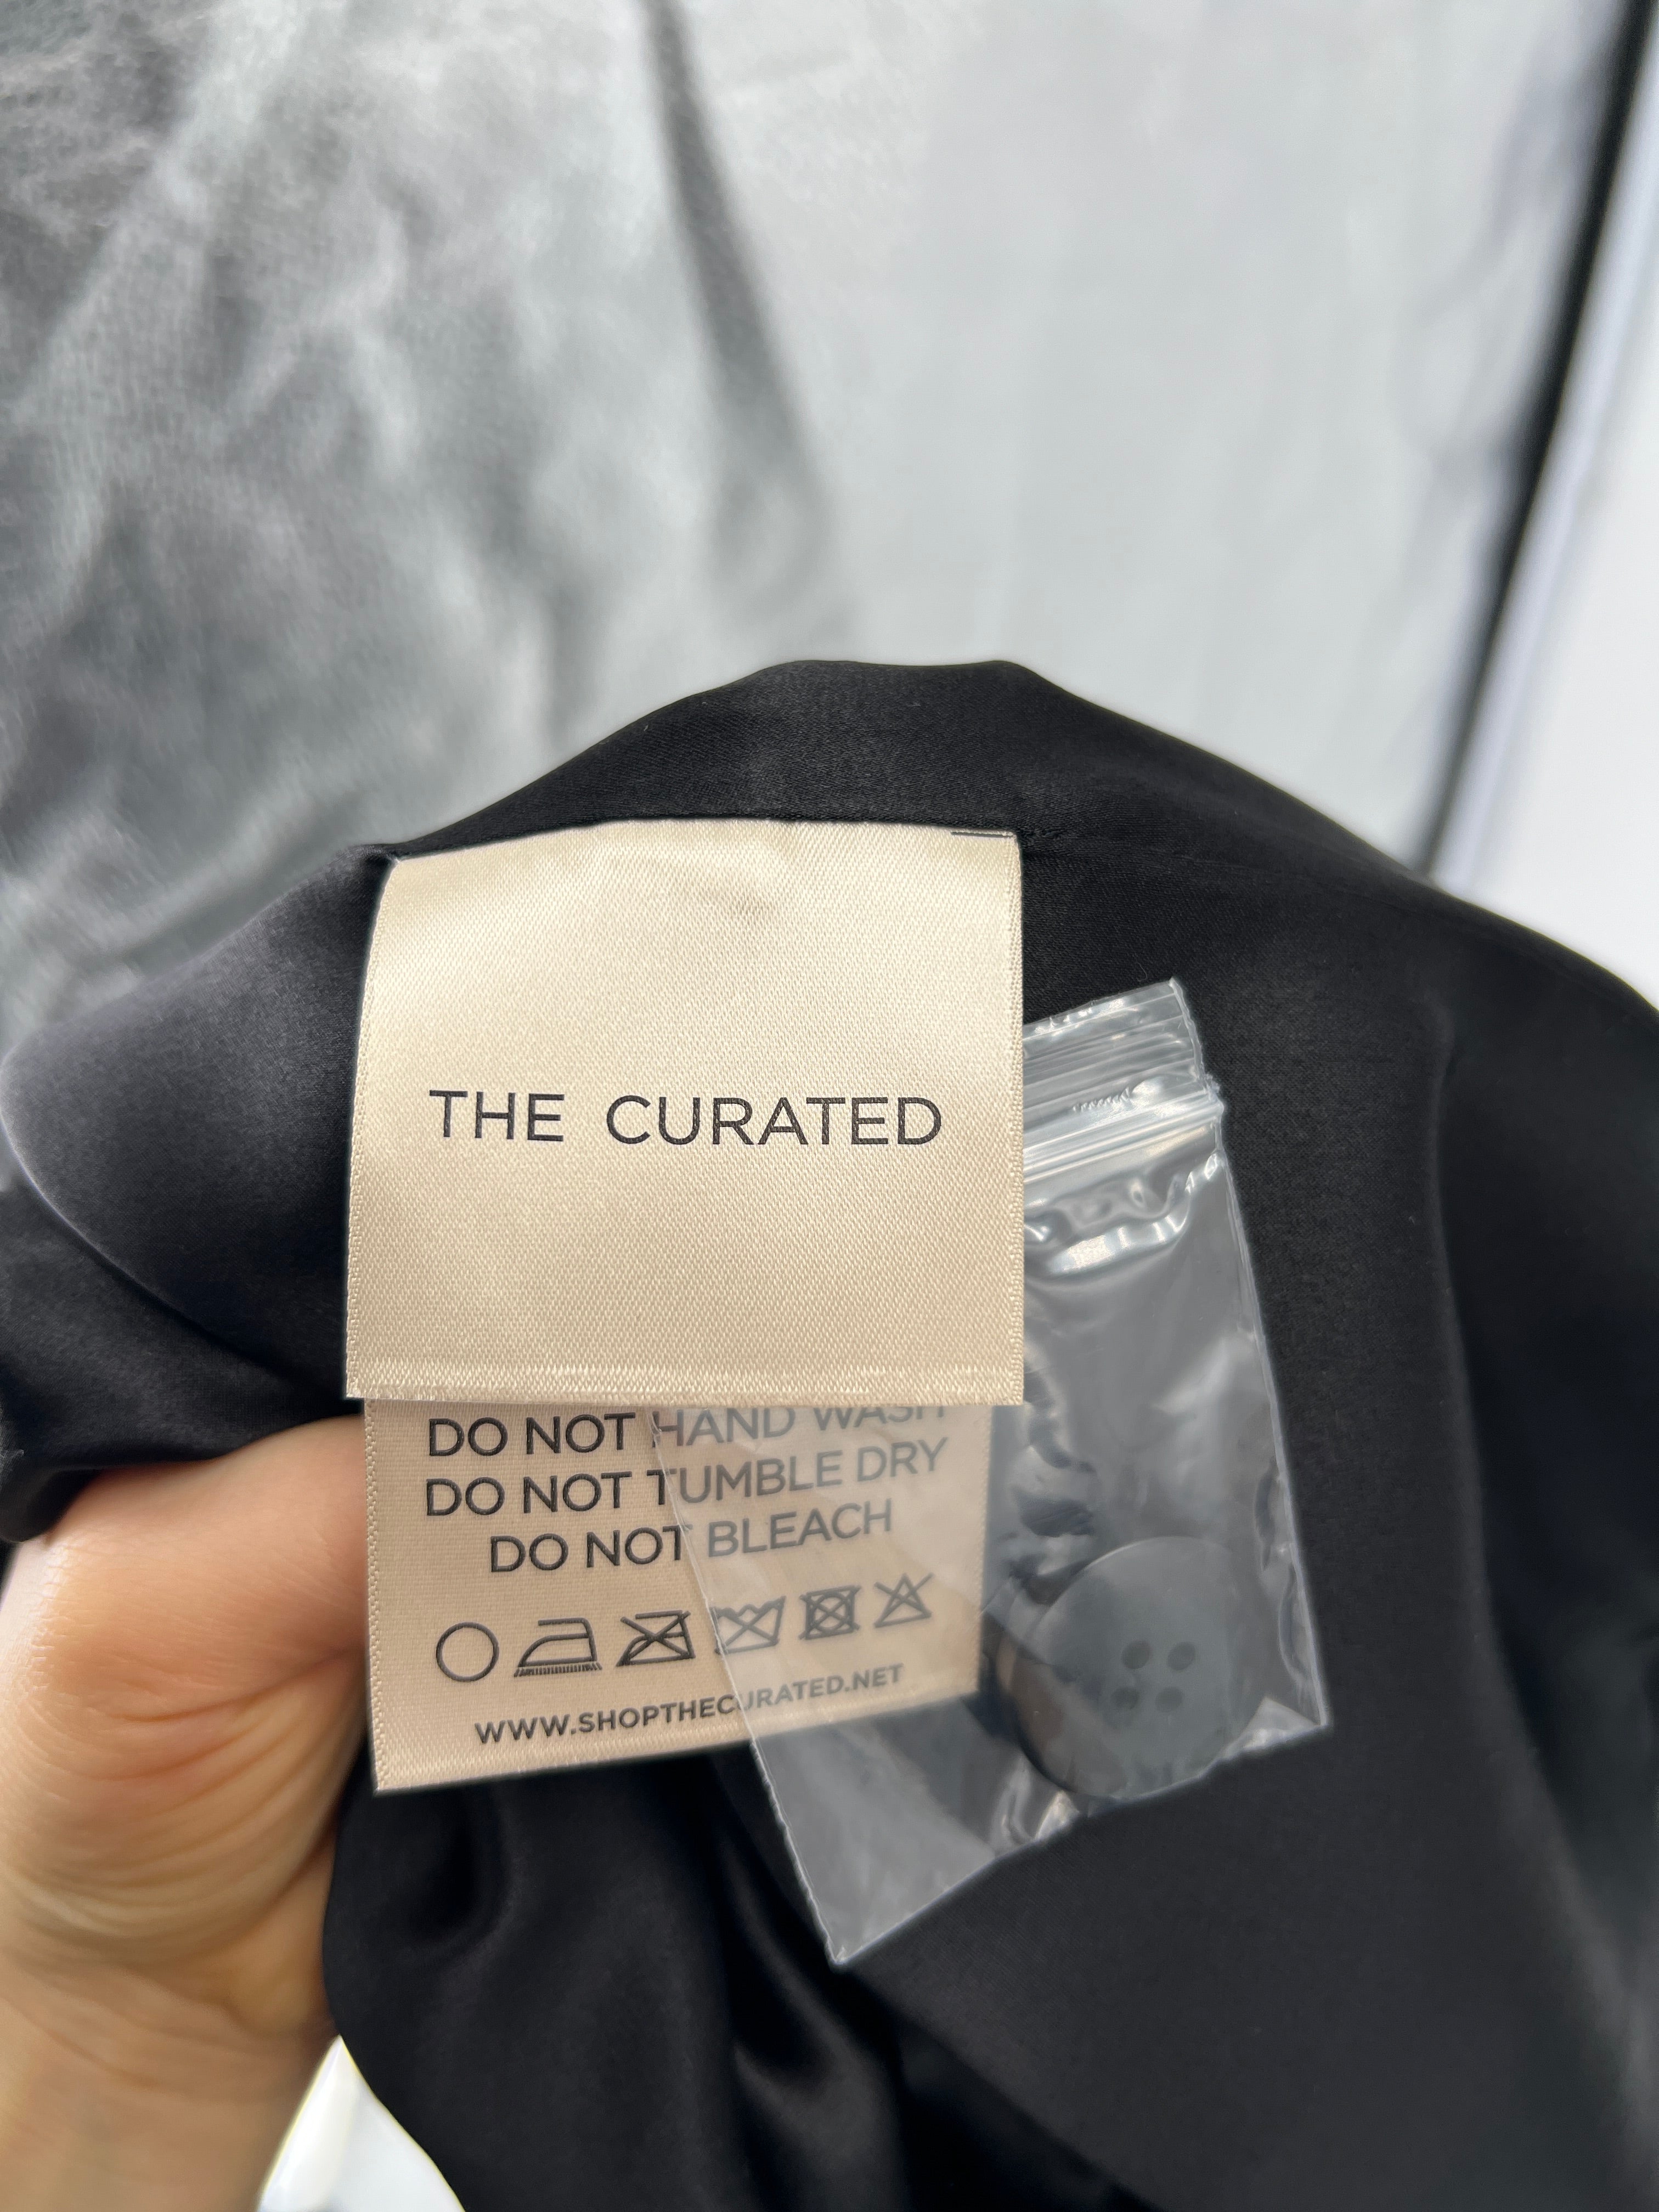 THE CURATED
DO NOT HAND WASH
DO NOT TUMBLE DRY
DO NOT BLEACH
WWW.SHOPTHECURATED.NET